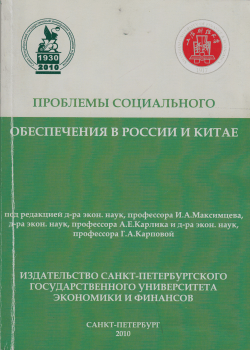 1930
2010
ПРОБЛЕМЫ СОЦИАЛЬНОГО
ОБЕСПЕЧЕНИЯ В РОССИИ И КИТАЕ
под редакцией д-ра экон. наук, профессора И.А.Максимцева,
д-ра экон. наук, профессора А.Е.Карлика и д-ра экон. наук,
профессора Г.А.Карповой
ИЗДАТЕЛЬСТВО САНКТ-ПЕТЕРБУРГСКОГО
ГОСУДАРСТВЕННОГО УНИВЕРСИТЕТА
ЭКОНОМИКИ И ФИНАНСОВ
САНКТ-ПЕТЕРБУРГ
2010